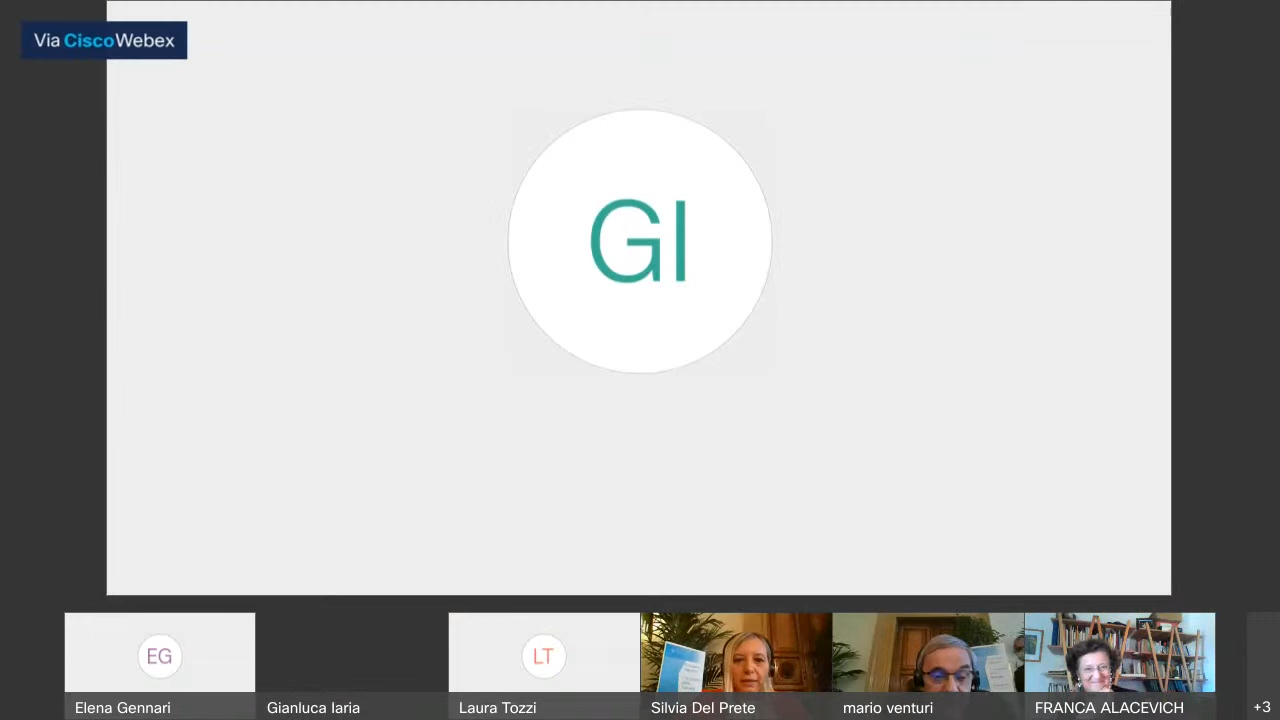 Via CiscoWebex
GI
EG
LT
Elena Gennari
Gianluca Iaria
Laura Tozzi
Silvia Del Prete
mario venturi
FRANCA ALACEVICH
+3